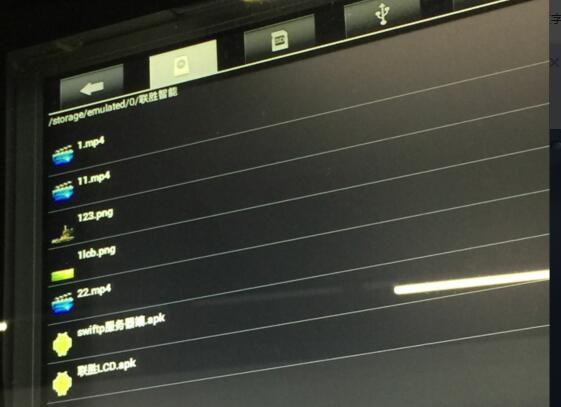 /storage/emulated/0/联胜智能
1.mp4
11.mp4
123.png
1lcb.png
22.mp4
swiftp服务器端.apk
联胜LCD.apk